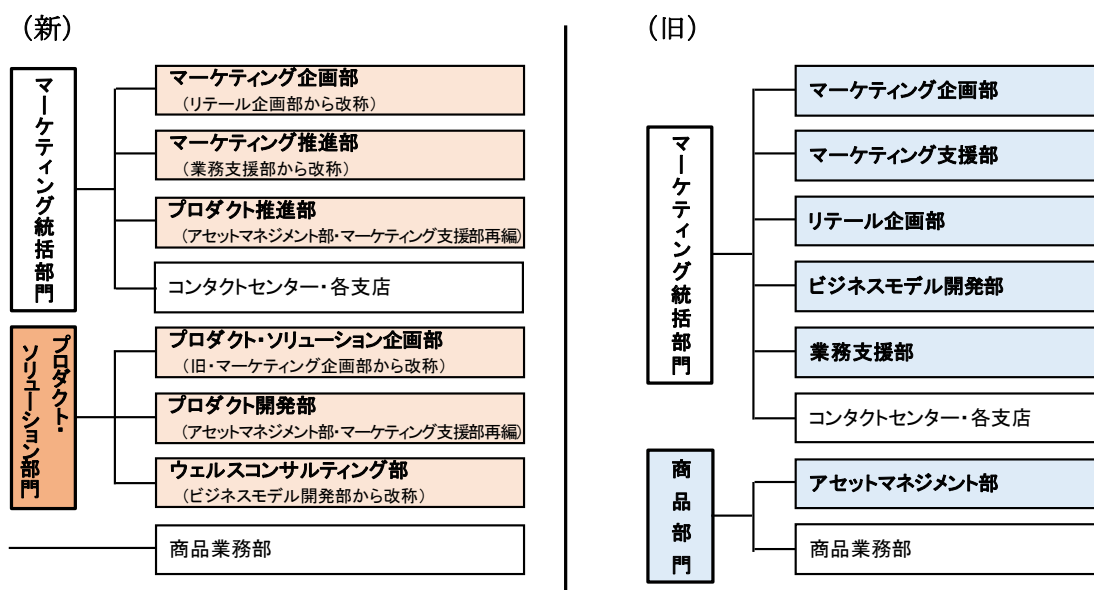 （新）
マーケティング統括部門
マーケティング企画部
（リテール企画部から改称）
マーケティング推進部
（業務支援部から改称）
プロダクト推進部
（アセットマネジメント部・マーケティング支援部再編）
コンタクトセンター・各支店
プロダクト・
ソリューション部門
プロダクト・ソリューション企画部
（旧・マーケティング企画部から改称）
プロダクト開発部
（アセットマネジメント部・マーケティング支援部再編）
ウェルスコンサルティング部
（ビジネスモデル開発部から改称）
商品業務部
（旧）
マーケティング統括部門
マーケティング企画部
マーケティング支援部
リテール企画部
ビジネスモデル開発部
業務支援部
コンタクトセンター・各支店
商品部門
アセットマネジメント部
商品業務部